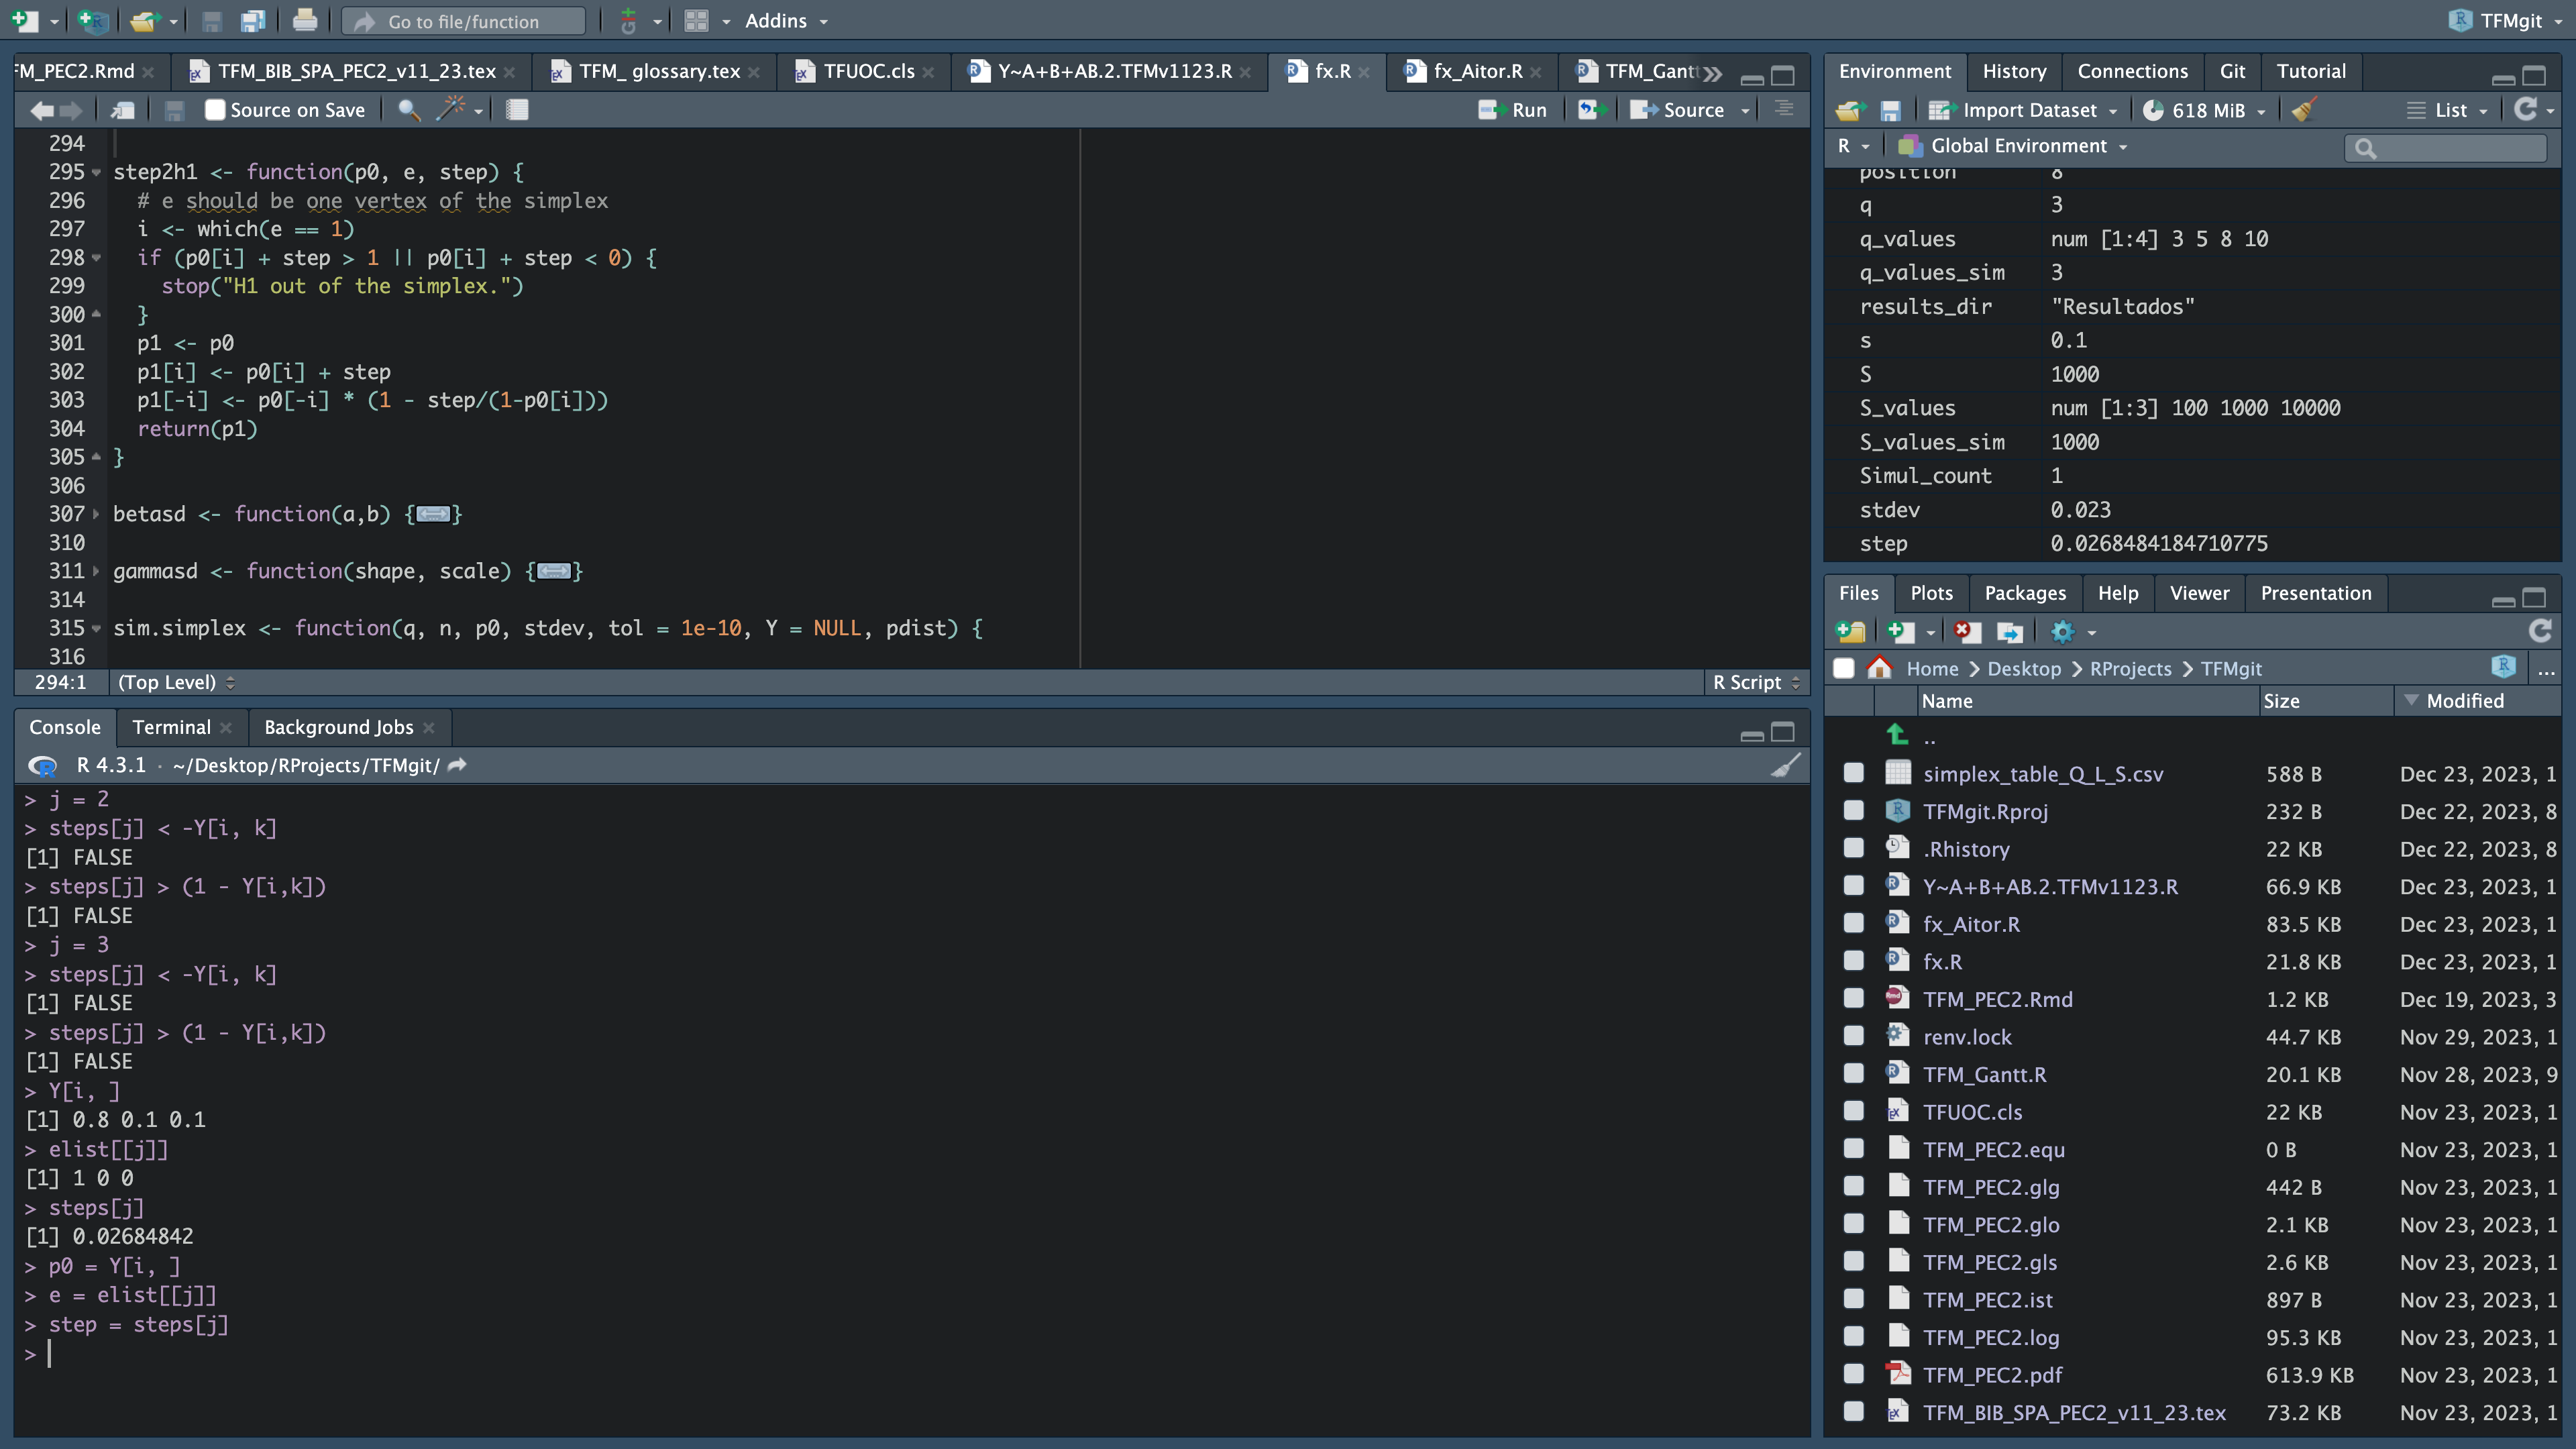 Go to file/function
Addins
TFMgit
FM_PEC2.Rmd
TFM_BIB_SPA_PEC2_v11_23.tex
TFM_ glossary.tex
TFUOC.cls
Y~A+B+AB.2.TFMv1123.R
fx.R
fx_Aitor.R
TFM_Gantt
Source on Save
Run
Source
294
295 step2h1 <- function(p0, e, step) {
296 # e should be one vertex of the simplex
297 i <- which(e == 1)
298 if (p0[i] + step > 1 || p0[i] + step < 0) {
299 stop("H1 out of the simplex.")
300 }
301 p1 <- p0
302 p1[i] <- p0[i] + step
303 p1[-i] <- p0[-i] * (1 - step/(1-p0[i]))
304 return(p1)
305 }
306
307 betasd <- function(a,b) {}
310
311 gammasd <- function(shape, scale) {}
314
315 sim.simplex <- function(q, n, p0, stdev, tol = 1e-10, Y = NULL, pdist) {
316
294:1 (Top Level) R Script
Console Terminal Background Jobs
R 4.3.1 · ~/Desktop/RProjects/TFMgit/
> j = 2
> steps[j] < -Y[i, k]
[1] FALSE
> steps[j] > (1 - Y[i,k])
[1] FALSE
> j = 3
> steps[j] < -Y[i, k]
[1] FALSE
> steps[j] > (1 - Y[i,k])
[1] FALSE
> Y[i, ]
[1] 0.8 0.1 0.1
> elist[[j]]
[1] 1 0 0
> steps[j]
[1] 0.02684842
> p0 = Y[i, ]
> e = elist[[j]]
> step = steps[j]
>
Environment History Connections Git Tutorial
Import Dataset 618 MiB List
R Global Environment
position 8
q 3
q_values num [1:4] 3 5 8 10
q_values_sim 3
results_dir "Resultados"
s 0.1
S 1000
S_values num [1:3] 100 1000 10000
S_values_sim 1000
Simul_count 1
stdev 0.023
step 0.0268484184710775
Files Plots Packages Help Viewer Presentation
Home Desktop RProjects TFMgit ...
Name Size Modified
..
simplex_table_Q_L_S.csv 588 B Dec 23, 2023, 1
TFMgit.Rproj 232 B Dec 22, 2023, 8
.Rhistory 22 KB Dec 22, 2023, 8
Y~A+B+AB.2.TFMv1123.R 66.9 KB Dec 23, 2023, 1
fx_Aitor.R 83.5 KB Dec 23, 2023, 1
fx.R 21.8 KB Dec 23, 2023, 1
TFM_PEC2.Rmd 1.2 KB Dec 19, 2023, 3
renv.lock 44.7 KB Nov 29, 2023, 1
TFM_Gantt.R 20.1 KB Nov 28, 2023, 9
TFUOC.cls 22 KB Nov 23, 2023, 1
TFM_PEC2.equ 0 B Nov 23, 2023, 1
TFM_PEC2.glg 442 B Nov 23, 2023, 1
TFM_PEC2.glo 2.1 KB Nov 23, 2023, 1
TFM_PEC2.gls 2.6 KB Nov 23, 2023, 1
TFM_PEC2.ist 897 B Nov 23, 2023, 1
TFM_PEC2.log 95.3 KB Nov 23, 2023, 1
TFM_PEC2.pdf 613.9 KB Nov 23, 2023, 1
TFM_BIB_SPA_PEC2_v11_23.tex 73.2 KB Nov 23, 2023, 1